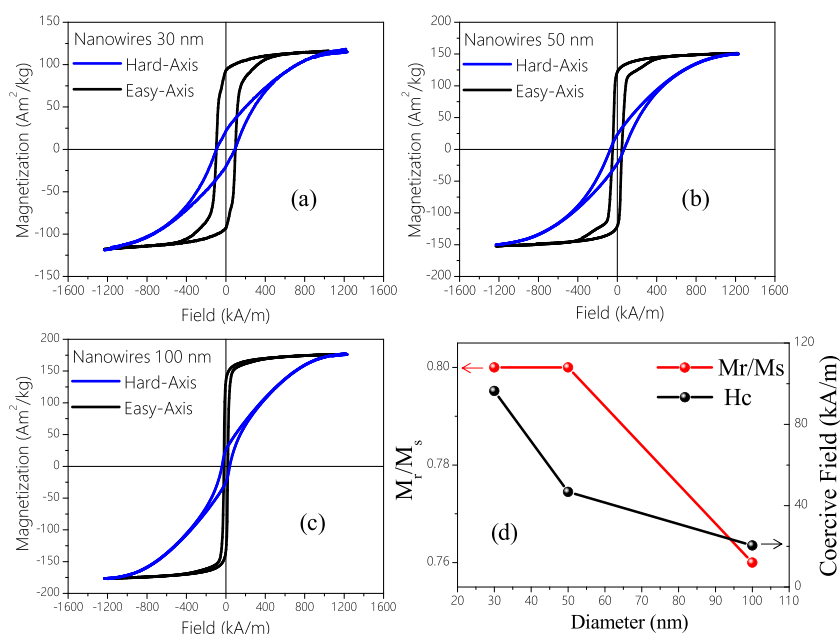 Nanowires 30 nm
Hard-Axis
Easy-Axis
(a)
150
100
50
0
-50
-100
-150
Magnetization (Am²/kg)
-1600 -1200 -800 -400 0 400 800 1200 1600
Field (kA/m)
Nanowires 50 nm
Hard-Axis
Easy-Axis
(b)
200
150
100
50
0
-50
-100
-150
-200
Magnetization (Am²/kg)
-1600 -1200 -800 -400 0 400 800 1200 1600
Field (kA/m)
Nanowires 100 nm
Hard-Axis
Easy-Axis
(c)
200
150
100
50
0
-50
-100
-150
-200
Magnetization (Am²/kg)
-1600 -1200 -800 -400 0 400 800 1200 1600
Field (kA/m)
Mr/Ms
Hc
(d)
0.80
0.78
0.76
M_r/M_s
120
80
40
0
Coercive Field (kA/m)
20 30 40 50 60 70 80 90 100 110
Diameter (nm)